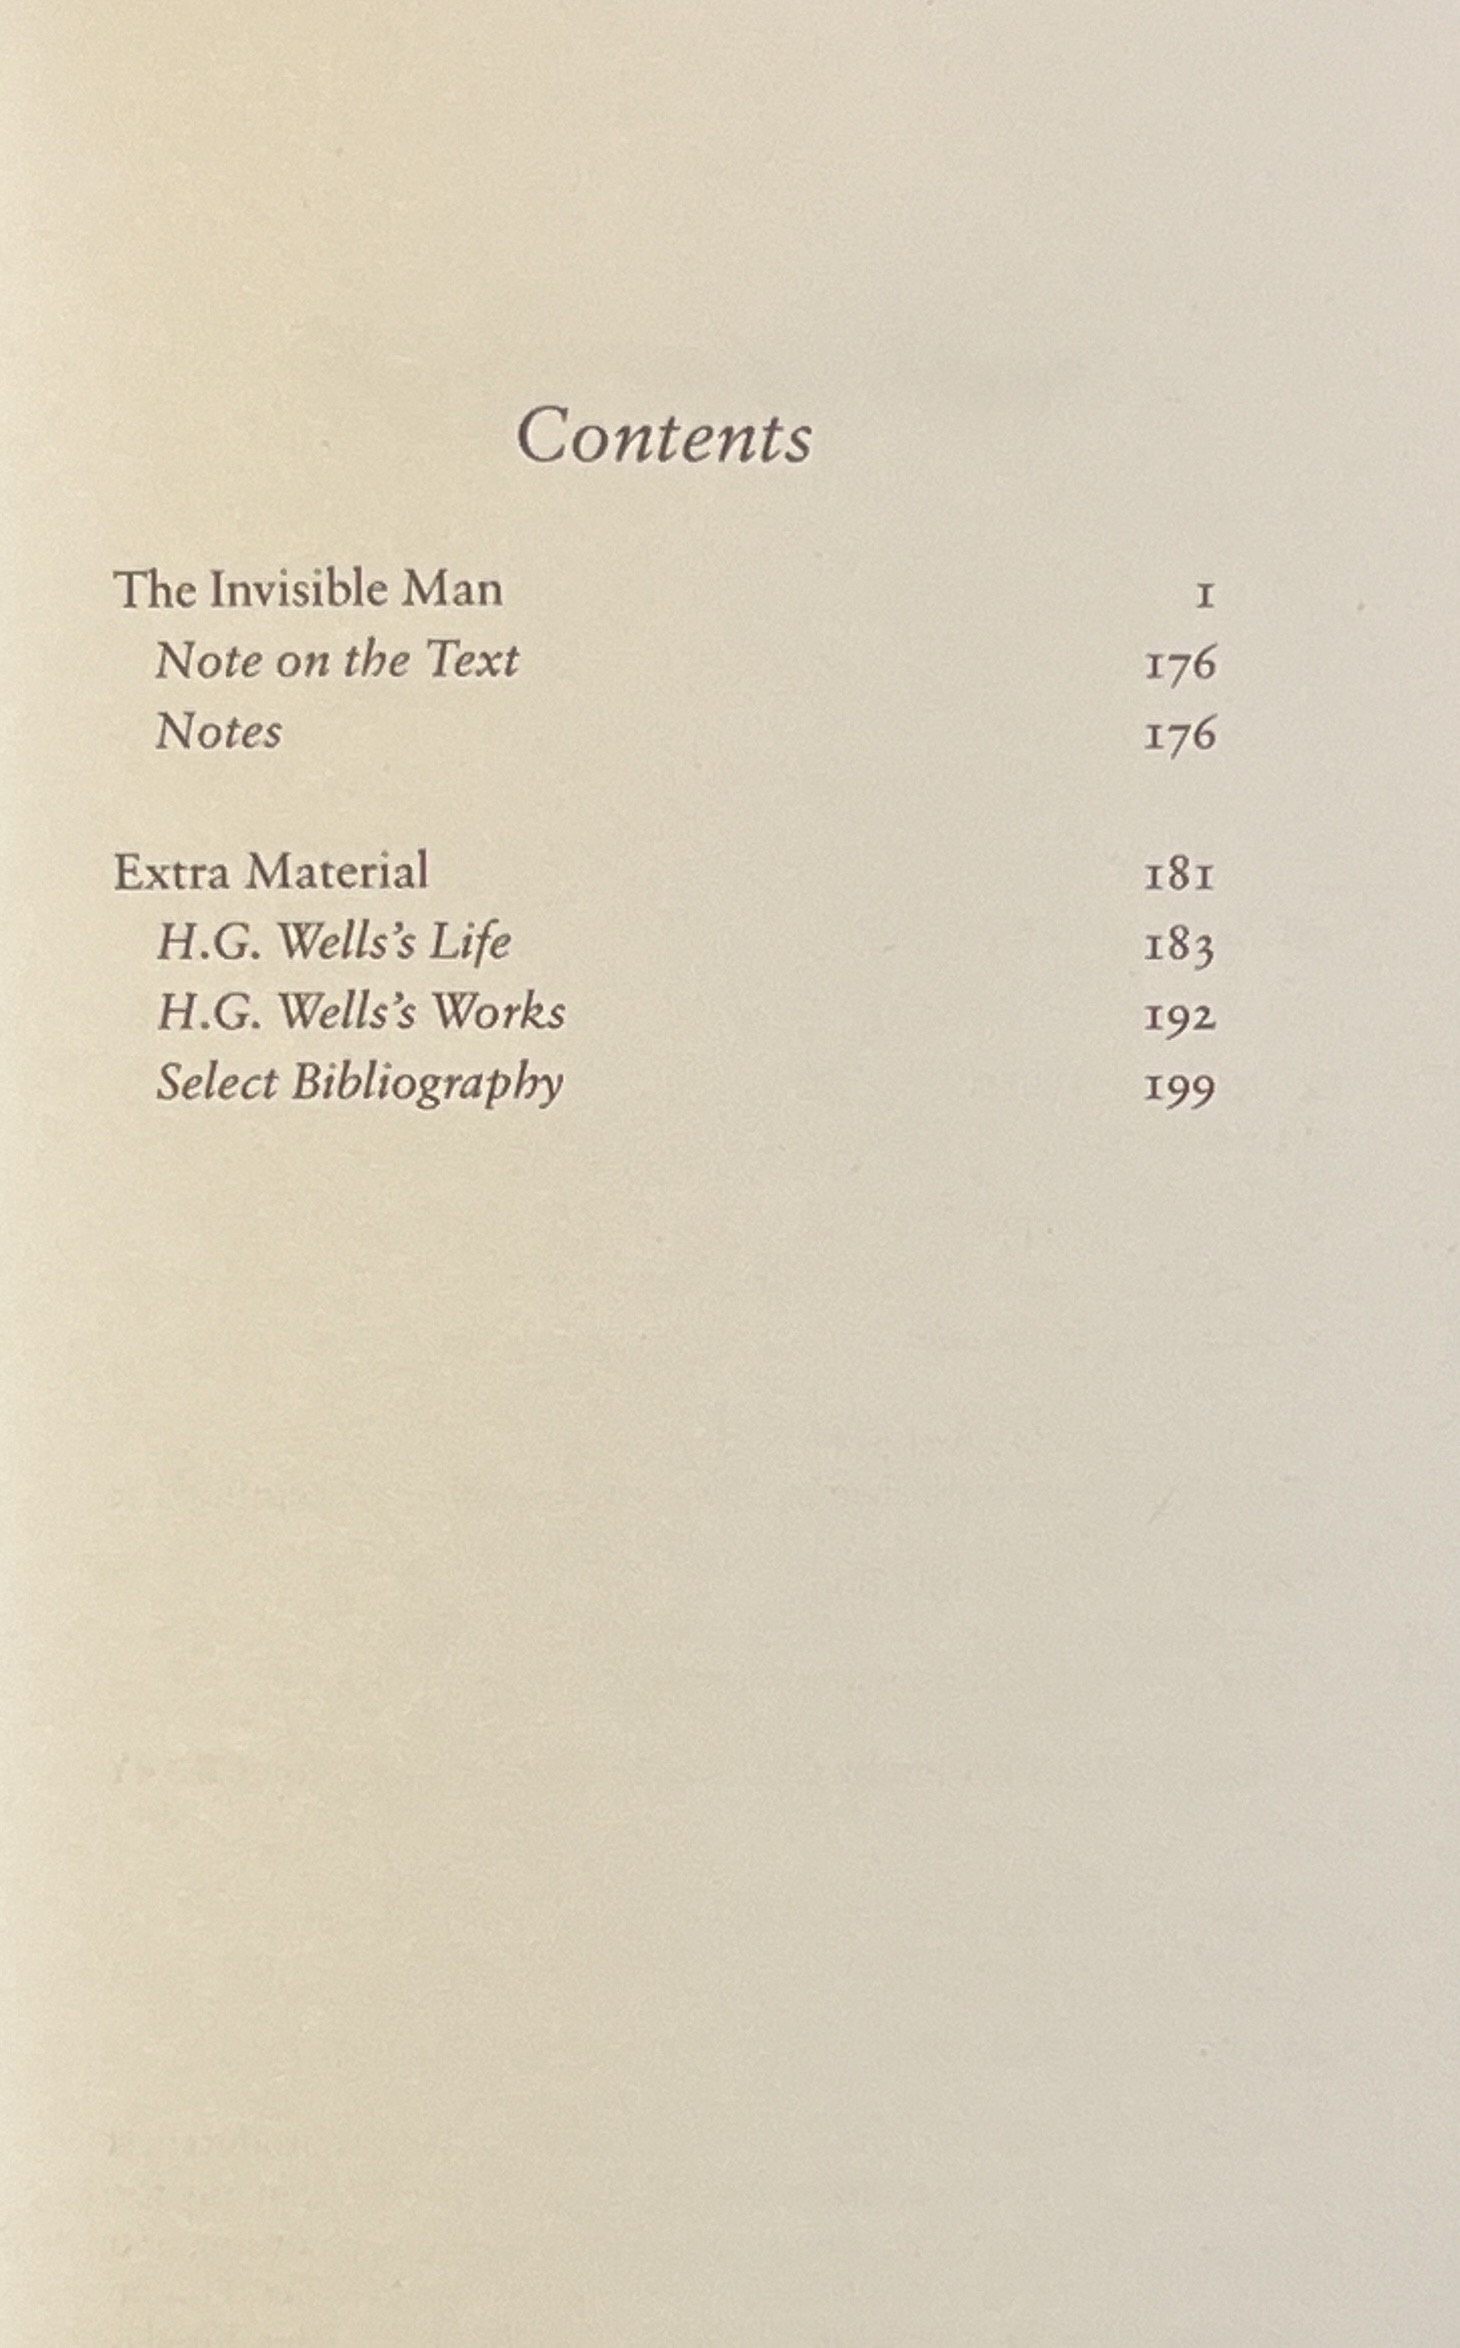 Contents
The Invisible Man 1
Note on the Text 176
Notes 176
Extra Material 181
H.G. Wells’s Life 183
H.G. Wells’s Works 192
Select Bibliography 199